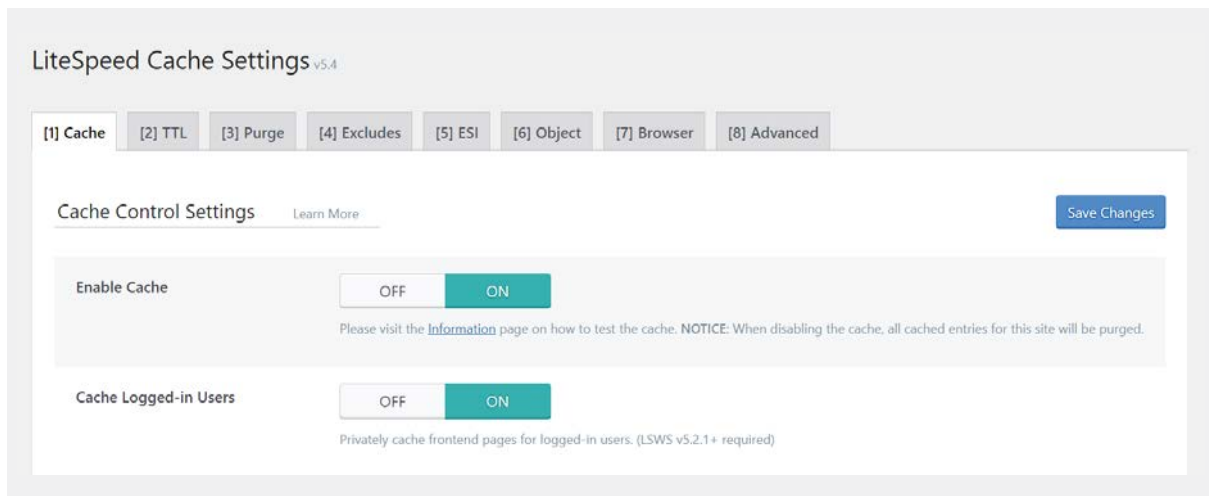 LiteSpeed Cache Settings v5.4
[1] Cache [2] TTL [3] Purge [4] Excludes [5] ESI [6] Object [7] Browser [8] Advanced
Cache Control Settings Learn More Save Changes
Enable Cache OFF ON
Please visit the Information page on how to test the cache. NOTICE: When disabling the cache, all cached entries for this site will be purged.
Cache Logged-in Users OFF ON
Privately cache frontend pages for logged-in users. (LSWS v5.2.1+ required)